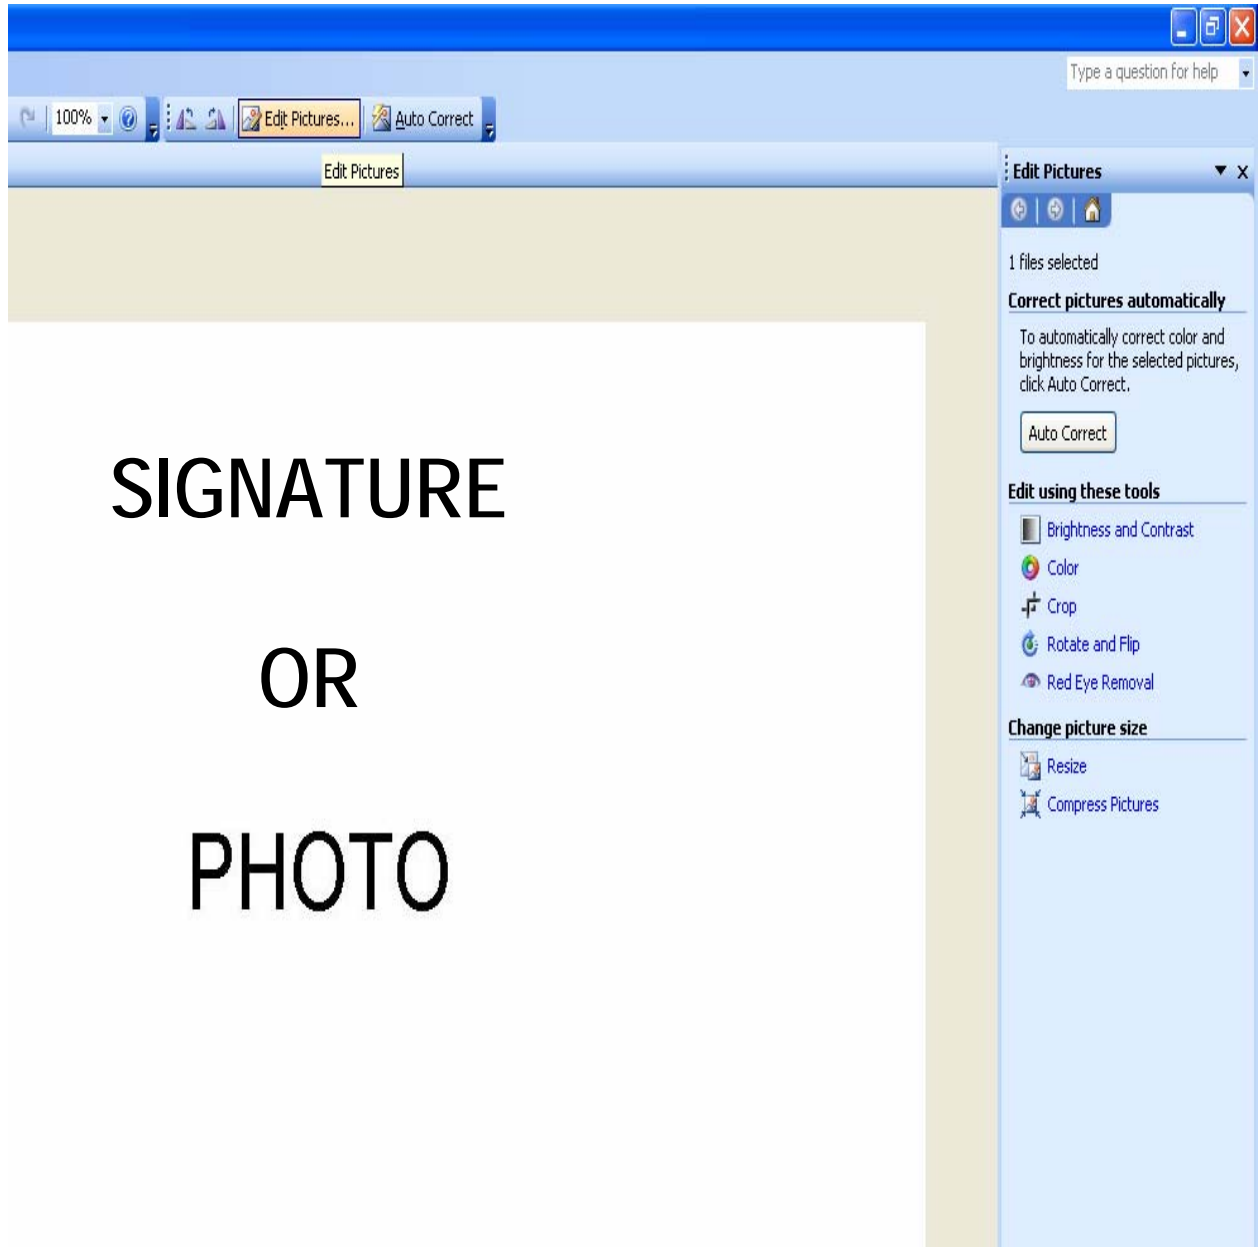 Type a question for help
100% Edit Pictures... Auto Correct
Edit Pictures
Edit Pictures
1 files selected
Correct pictures automatically
To automatically correct color and
brightness for the selected pictures,
click Auto Correct.
Auto Correct
Edit using these tools
Brightness and Contrast
Color
Crop
Rotate and Flip
Red Eye Removal
Change picture size
Resize
Compress Pictures
SIGNATURE
OR
PHOTO